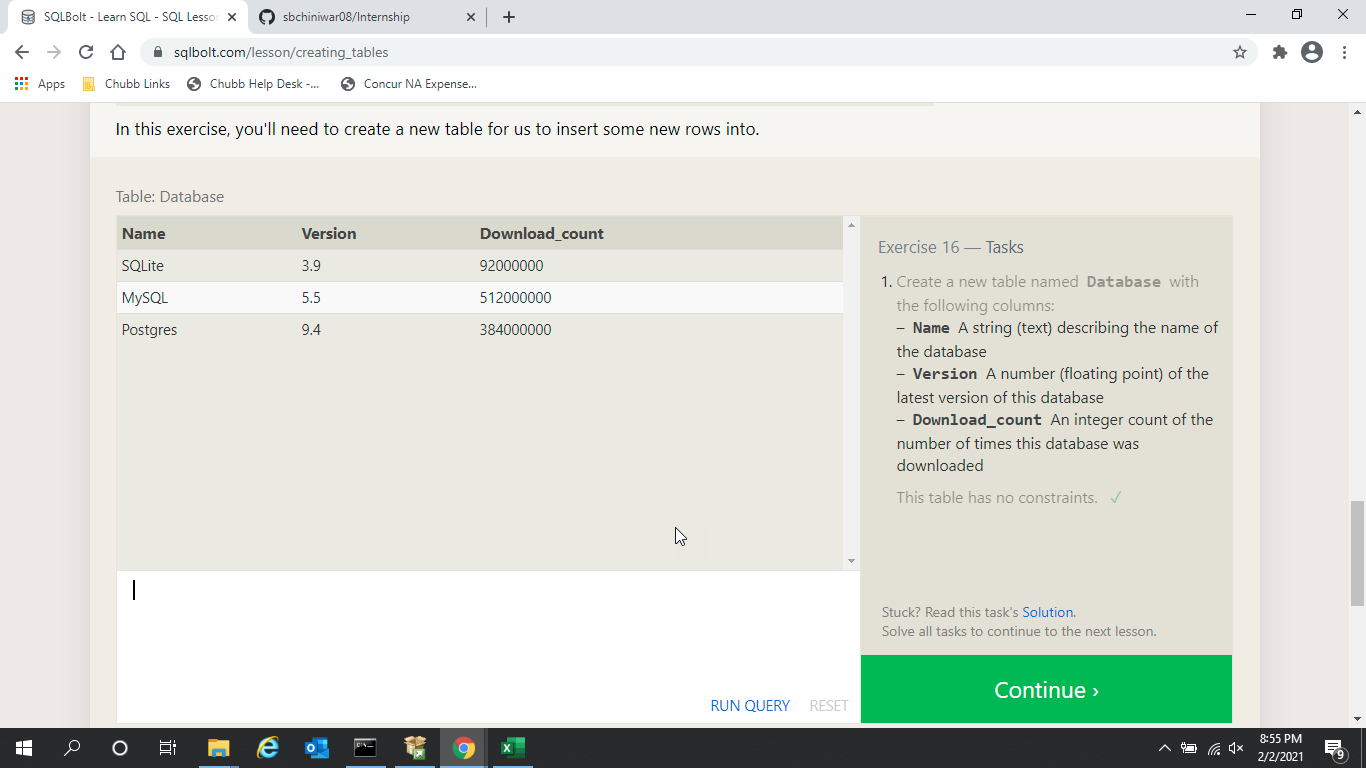 SQLBolt - Learn SQL - SQL Lesson
sbchiniwar08/Internship
sqlbolt.com/lesson/creating_tables
Apps
Chubb Links
Chubb Help Desk -...
Concur NA Expense...
In this exercise, you'll need to create a new table for us to insert some new rows into.
Table: Database
Name Version Download_count
SQLite 3.9 92000000
MySQL 5.5 512000000
Postgres 9.4 384000000
Exercise 16 — Tasks
1. Create a new table named Database with
the following columns:
– Name A string (text) describing the name of
the database
– Version A number (floating point) of the
latest version of this database
– Download_count An integer count of the
number of times this database was
downloaded
This table has no constraints. ✓
Stuck? Read this task's Solution.
Solve all tasks to continue to the next lesson.
RUN QUERY RESET
Continue ›
8:55 PM
2/2/2021
9